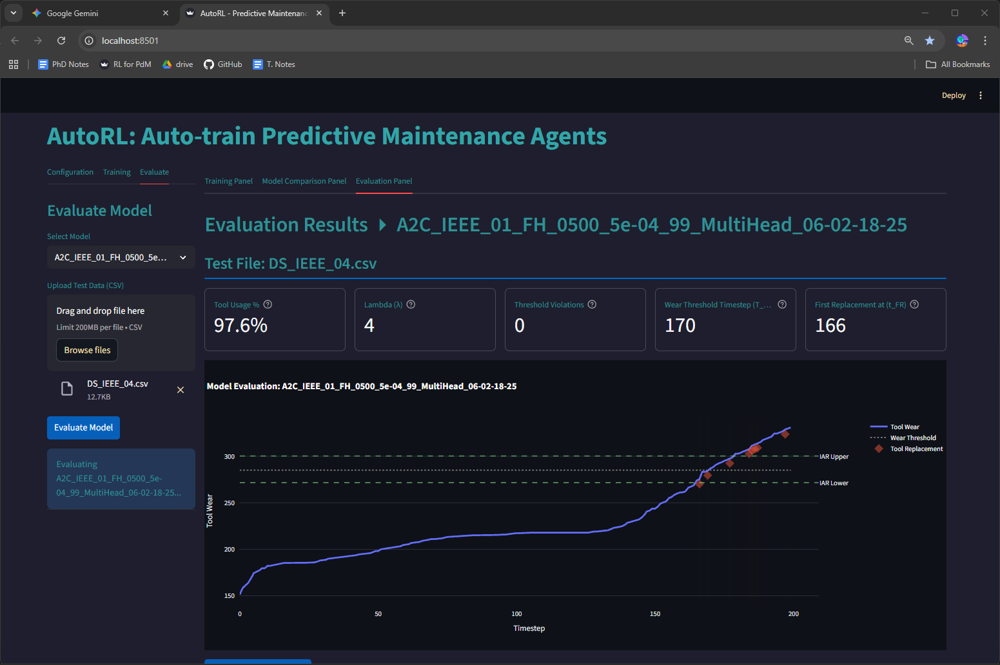 Google Gemini
AutoRL - Predictive Maintenanc
localhost:8501
PhD Notes
RL for PdM
drive
GitHub
T. Notes
All Bookmarks
Deploy
AutoRL: Auto-train Predictive Maintenance Agents
Configuration
Training
Evaluate
Evaluate Model
Select Model
A2C_IEEE_01_FH_0500_5e...
Upload Test Data (CSV)
Drag and drop file here
Limit 200MB per file • CSV
Browse files
DS_IEEE_04.csv
12.7KB
Evaluate Model
Evaluating
A2C_IEEE_01_FH_0500_5e-
04_99_MultiHead_06-02-18-25...
Training Panel
Model Comparison Panel
Evaluation Panel
Evaluation Results
A2C_IEEE_01_FH_0500_5e-04_99_MultiHead_06-02-18-25
Test File: DS_IEEE_04.csv
Tool Usage %
97.6%
Lambda (λ)
4
Threshold Violations
0
Wear Threshold Timestep (T_...
170
First Replacement at (t_FR)
166
Model Evaluation: A2C_IEEE_01_FH_0500_5e-04_99_MultiHead_06-02-18-25
Tool Wear
Wear Threshold
Tool Replacement
300
IAR Upper
IAR Lower
250
200
150
Tool Wear
0
50
100
150
200
Timestep